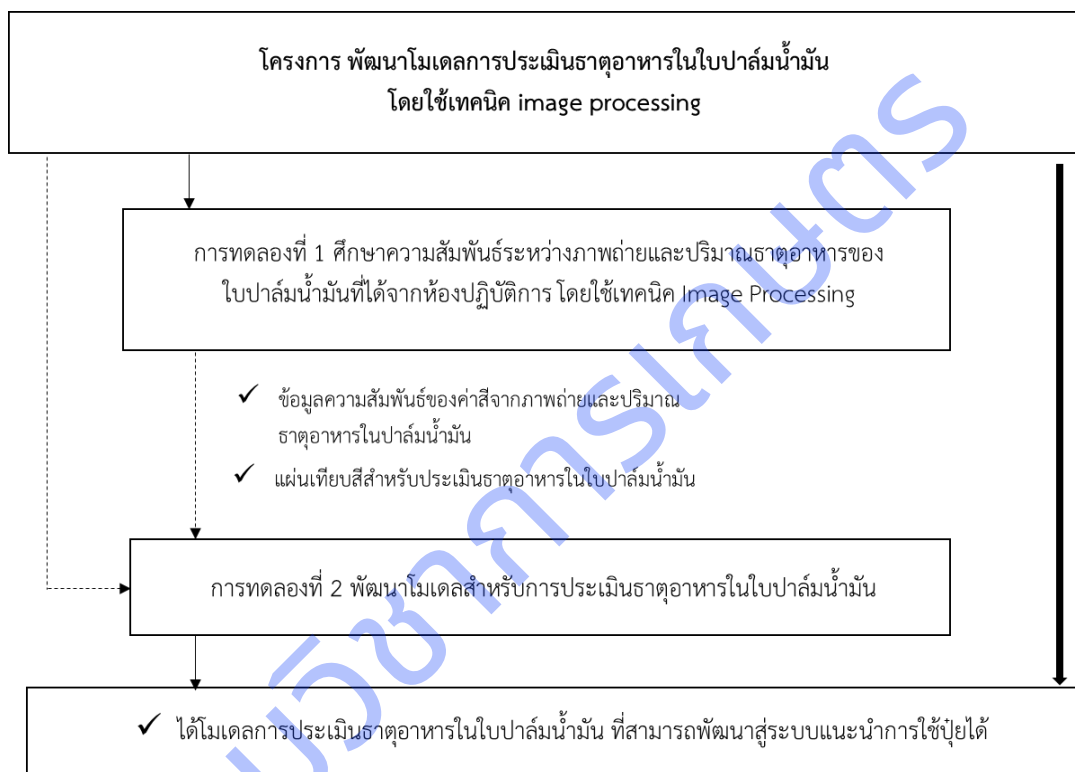 โครงการ พัฒนาโมเดลการประเมินธาตุอาหารในใบปาล์มน้ำมัน
โดยใช้เทคนิค image processing
การทดลองที่ 1 ศึกษาความสัมพันธ์ระหว่างภาพถ่ายและปริมาณธาตุอาหารของ
ใบปาล์มน้ำมันที่ได้จากห้องปฏิบัติการ โดยใช้เทคนิค Image Processing
✓ ข้อมูลความสัมพันธ์ของค่าสีจากภาพถ่ายและปริมาณ
ธาตุอาหารในปาล์มน้ำมัน
✓ แผ่นเทียบสีสำหรับประเมินธาตุอาหารในใบปาล์มน้ำมัน
การทดลองที่ 2 พัฒนาโมเดลสำหรับการประเมินธาตุอาหารในใบปาล์มน้ำมัน
✓ ได้โมเดลการประเมินธาตุอาหารในใบปาล์มน้ำมัน ที่สามารถพัฒนาสู่ระบบแนะนำการใช้ปุ๋ยได้
วิชาการเกษตร